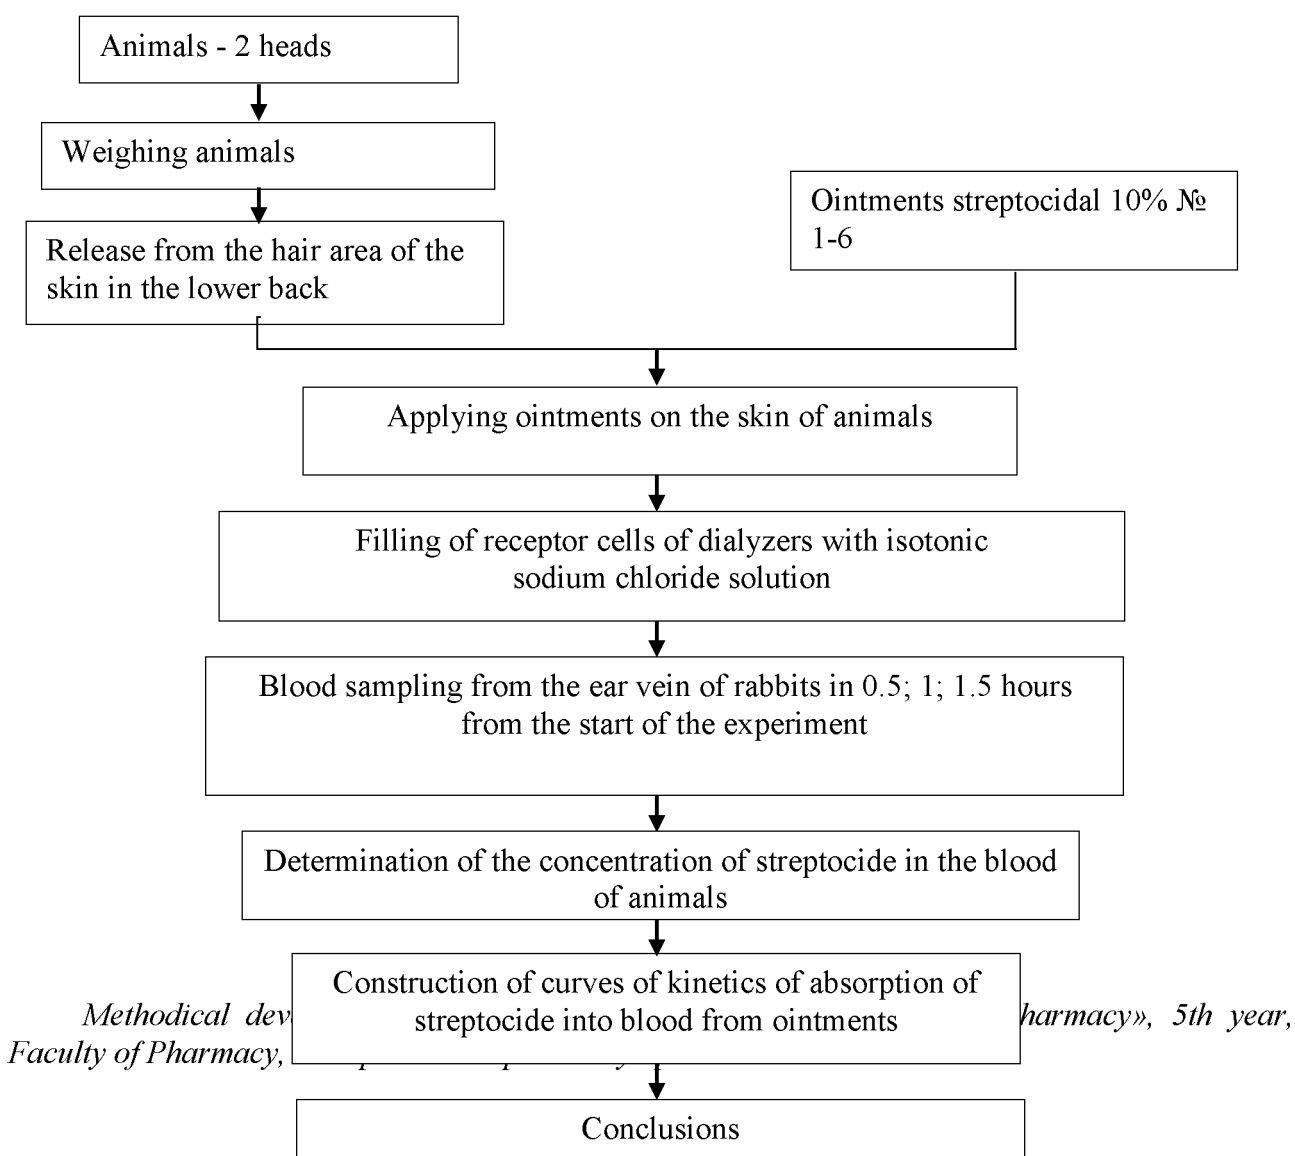 Animals - 2 heads
Weighing animals
Release from the hair area of the
skin in the lower back
Ointments streptocidal 10% №
1-6
Applying ointments on the skin of animals
Filling of receptor cells of dialyzers with isotonic
sodium chloride solution
Blood sampling from the ear vein of rabbits in 0.5; 1; 1.5 hours
from the start of the experiment
Determination of the concentration of streptocide in the blood
of animals
Construction of curves of kinetics of absorption of
streptocide into blood from ointments
Methodical harmacy», 5th year,
Faculty of Pharmacy,
Conclusions